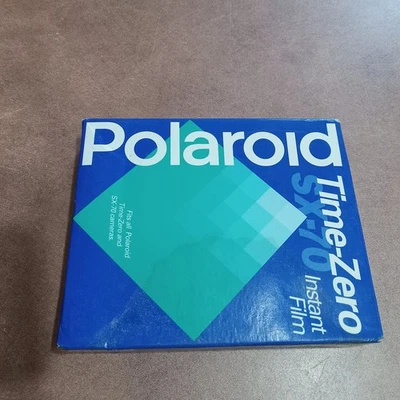 Polaroid
Time-Zero
SX-70 Instant
Film
Fits all Polaroid
Time-Zero and
SX-70 cameras.